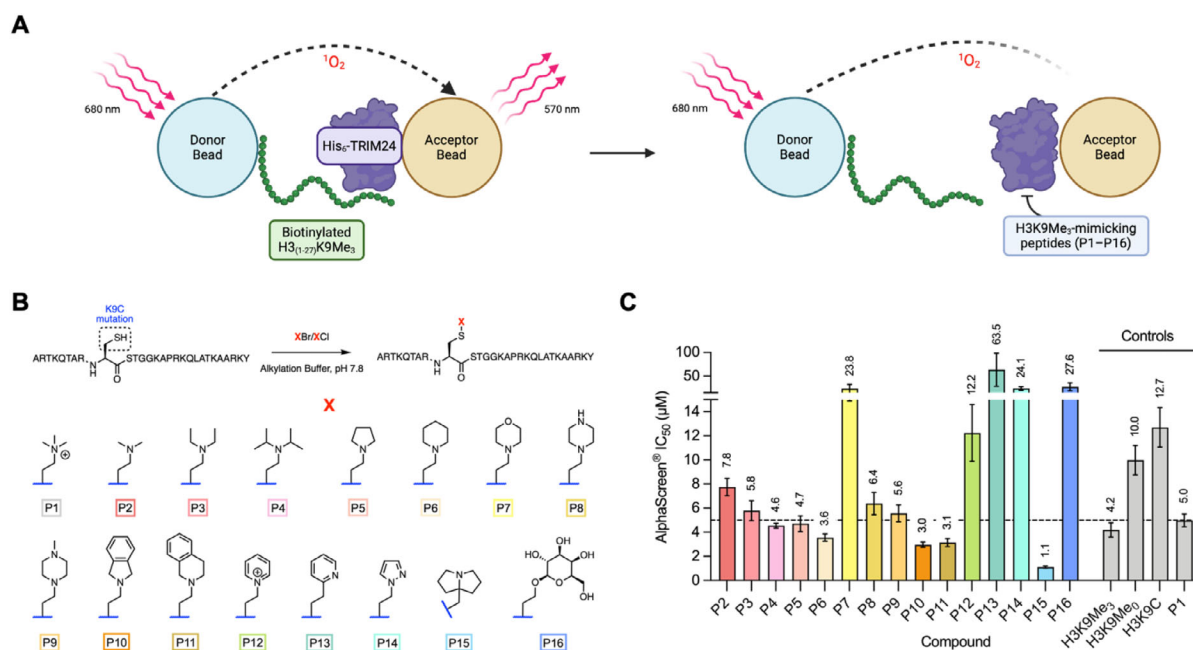 A
680 nm
¹O₂
570 nm
Donor
Bead
His₆-TRIM24
Acceptor
Bead
Biotinylated
H3₍₁₋₂₇₎K9Me₃
680 nm
¹O₂
Donor
Bead
Acceptor
Bead
H3K9Me₃-mimicking
peptides (P1–P16)
B
K9C
mutation
SH
ARTKQTAR
N
H
O
STGGKAPRKQLATKAARKY
XBr/XCl
Alkylation Buffer, pH 7.8
X
S
ARTKQTAR
N
H
O
STGGKAPRKQLATKAARKY
X
N ⊕
N
N
N
N
N
O
N
H
N
N
P1
P2
P3
P4
P5
P6
P7
P8
N
N
N
N
N ⊕
N
N
N
N
HO
OH
O
OH
O
OH
P9
P10
P11
P12
P13
P14
P15
P16
C
AlphaScreen® IC₅₀ (µM)
100
50
14
12
10
8
6
4
2
0
7.8
5.8
4.6
4.7
3.6
23.8
6.4
5.6
3.0
3.1
12.2
63.5
24.1
1.1
27.6
Controls
4.2
10.0
12.7
5.0
P2
P3
P4
P5
P6
P7
P8
P9
P10
P11
P12
P13
P14
P15
P16
H3K9Me₃
H3K9Me₀
H3K9C
P1
Compound